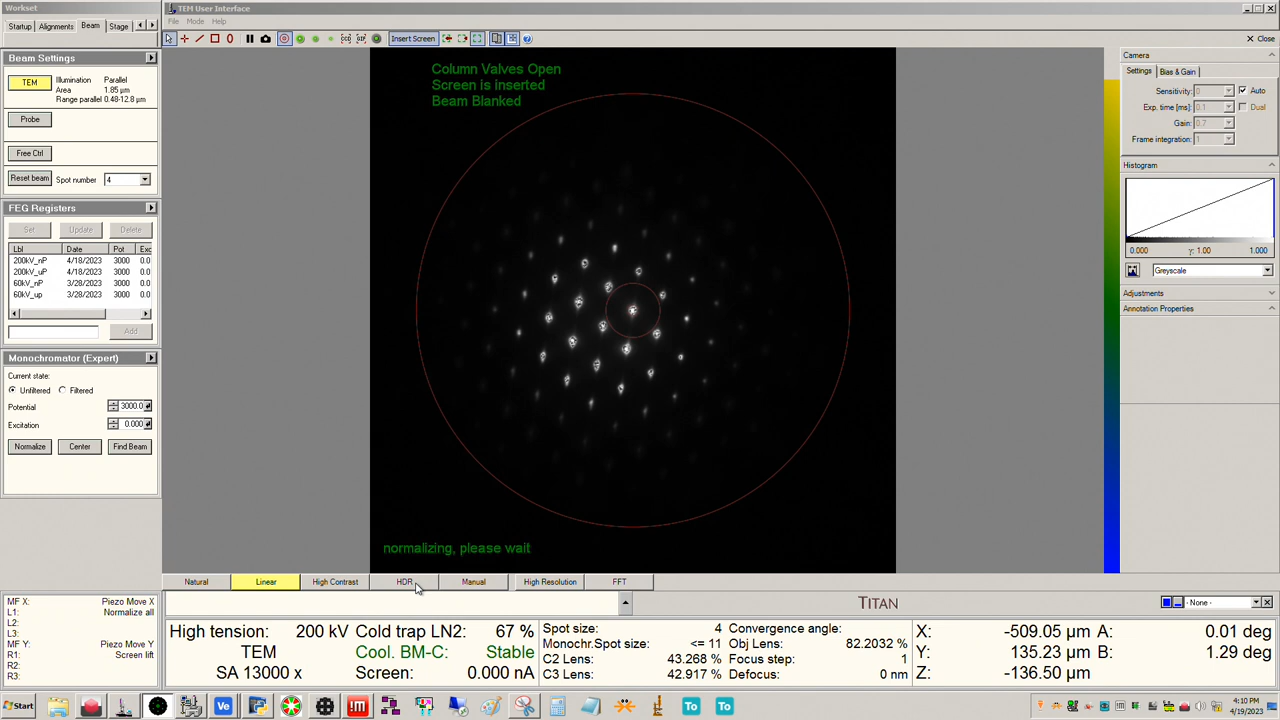 Workset
TEM User Interface
Startup Alignments Beam Stage
File Mode Help
Insert Screen
Close
Beam Settings
TEM
Illumination Parallel
Area 1.85 µm
Range parallel 0.48-12.8 µm
Probe
Free Ctrl
Reset beam Spot number 4
FEG Registers
Set Update Delete
Lbl Date Pot Exc
200kV_nP 4/18/2023 3000 0.0
200kV_uP 4/18/2023 3000 0.0
60kV_nP 3/28/2023 3000 0.0
60kV_up 3/28/2023 3000 0.0
Add
Monochromator (Expert)
Current state:
Unfiltered Filtered
Potential 3000.0
Excitation 0.000
Normalize Center Find Beam
Column Valves Open
Screen is inserted
Beam Blanked
normalizing, please wait
Camera
Settings Bias & Gain
Sensitivity: 0 Auto
Exp. time [ms]: 0.1 Dual
Gain: 0.7
Frame integration: 1
Histogram
0.000 γ: 1.00 1.000
Greyscale
Adjustments
Annotation Properties
Natural Linear High Contrast HDR Manual High Resolution FFT
MF X: Piezo Move X
L1: Normalize all
L2:
L3:
MF Y: Piezo Move Y
R1: Screen lift
R2:
R3:
TITAN
- None -
High tension: 200 kV Cold trap LN2: 67 %
TEM Cool. BM-C: Stable
SA 13000 x Screen: 0.000 nA
Spot size: 4 Convergence angle:
Monochr.Spot size: <= 11 Obj Lens: 82.2032 %
C2 Lens: 43.268 % Focus step: 1
C3 Lens: 42.917 % Defocus: 0 nm
X: -509.05 µm A: 0.01 deg
Y: 135.23 µm B: 1.29 deg
Z: -136.50 µm
Start
Ve
To
To
4:10 PM
4/19/2023